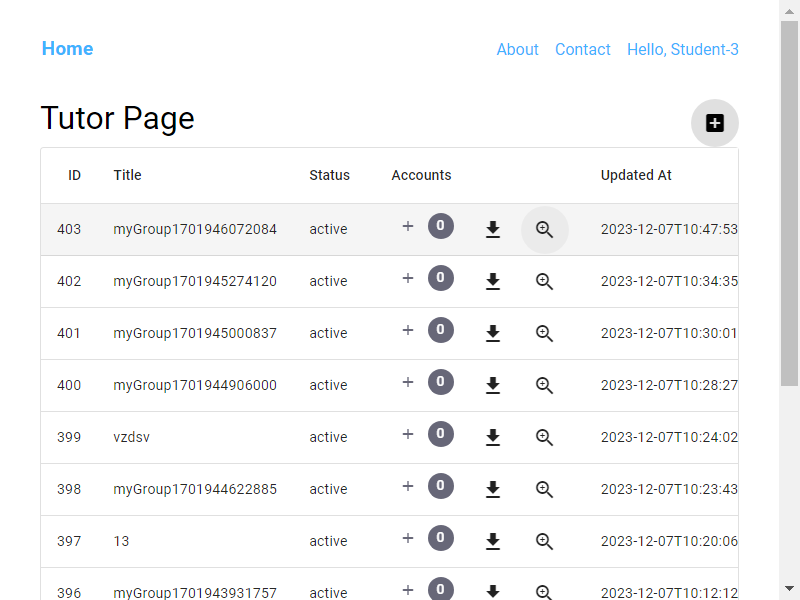 Home About Contact Hello, Student-3
Tutor Page
ID Title Status Accounts Updated At
403 myGroup1701946072084 active + 0 2023-12-07T10:47:53
402 myGroup1701945274120 active + 0 2023-12-07T10:34:35
401 myGroup1701945000837 active + 0 2023-12-07T10:30:01
400 myGroup1701944906000 active + 0 2023-12-07T10:28:27
399 vzdsv active + 0 2023-12-07T10:24:02
398 myGroup1701944622885 active + 0 2023-12-07T10:23:43
397 13 active + 0 2023-12-07T10:20:06
396 myGroup1701943931757 active + 0 2023-12-07T10:12:12